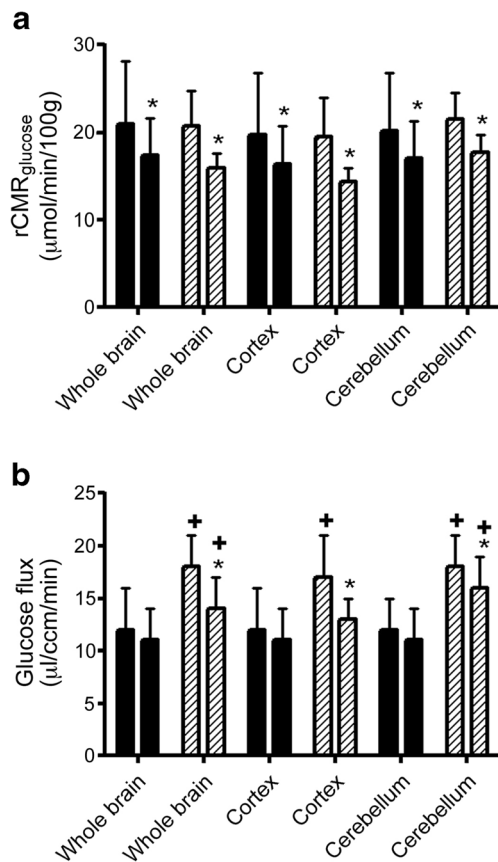 a
rCMRglucose
(μmol/min/100g)
30
20
10
0
* * * * * *
Whole brain
Whole brain
Cortex
Cortex
Cerebellum
Cerebellum
b
Glucose flux
(μl/ccm/min)
25
20
15
10
5
0
+ + + + +
* * *
Whole brain
Whole brain
Cortex
Cortex
Cerebellum
Cerebellum